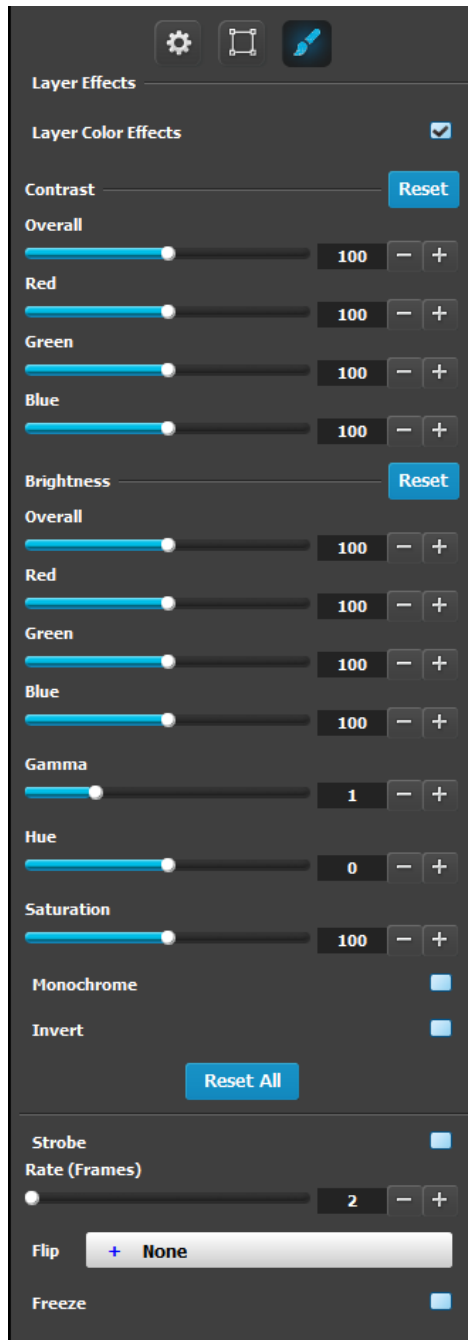 Layer Effects
Layer Color Effects
Contrast Reset
Overall
100 − +
Red
100 − +
Green
100 − +
Blue
100 − +
Brightness Reset
Overall
100 − +
Red
100 − +
Green
100 − +
Blue
100 − +
Gamma
1 − +
Hue
0 − +
Saturation
100 − +
Monochrome
Invert
Reset All
Strobe
Rate (Frames)
2 − +
Flip + None
Freeze